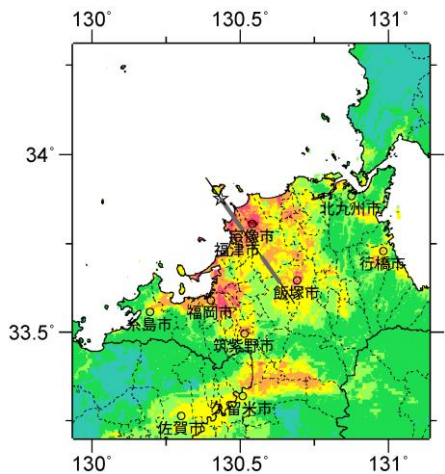 130 130.5 131
34
北九州市
宗像市
福津市
行橋市
飯塚市
福岡市
糸島市
33.5
筑紫野市
久留米市
佐賀市
130 130.5 131